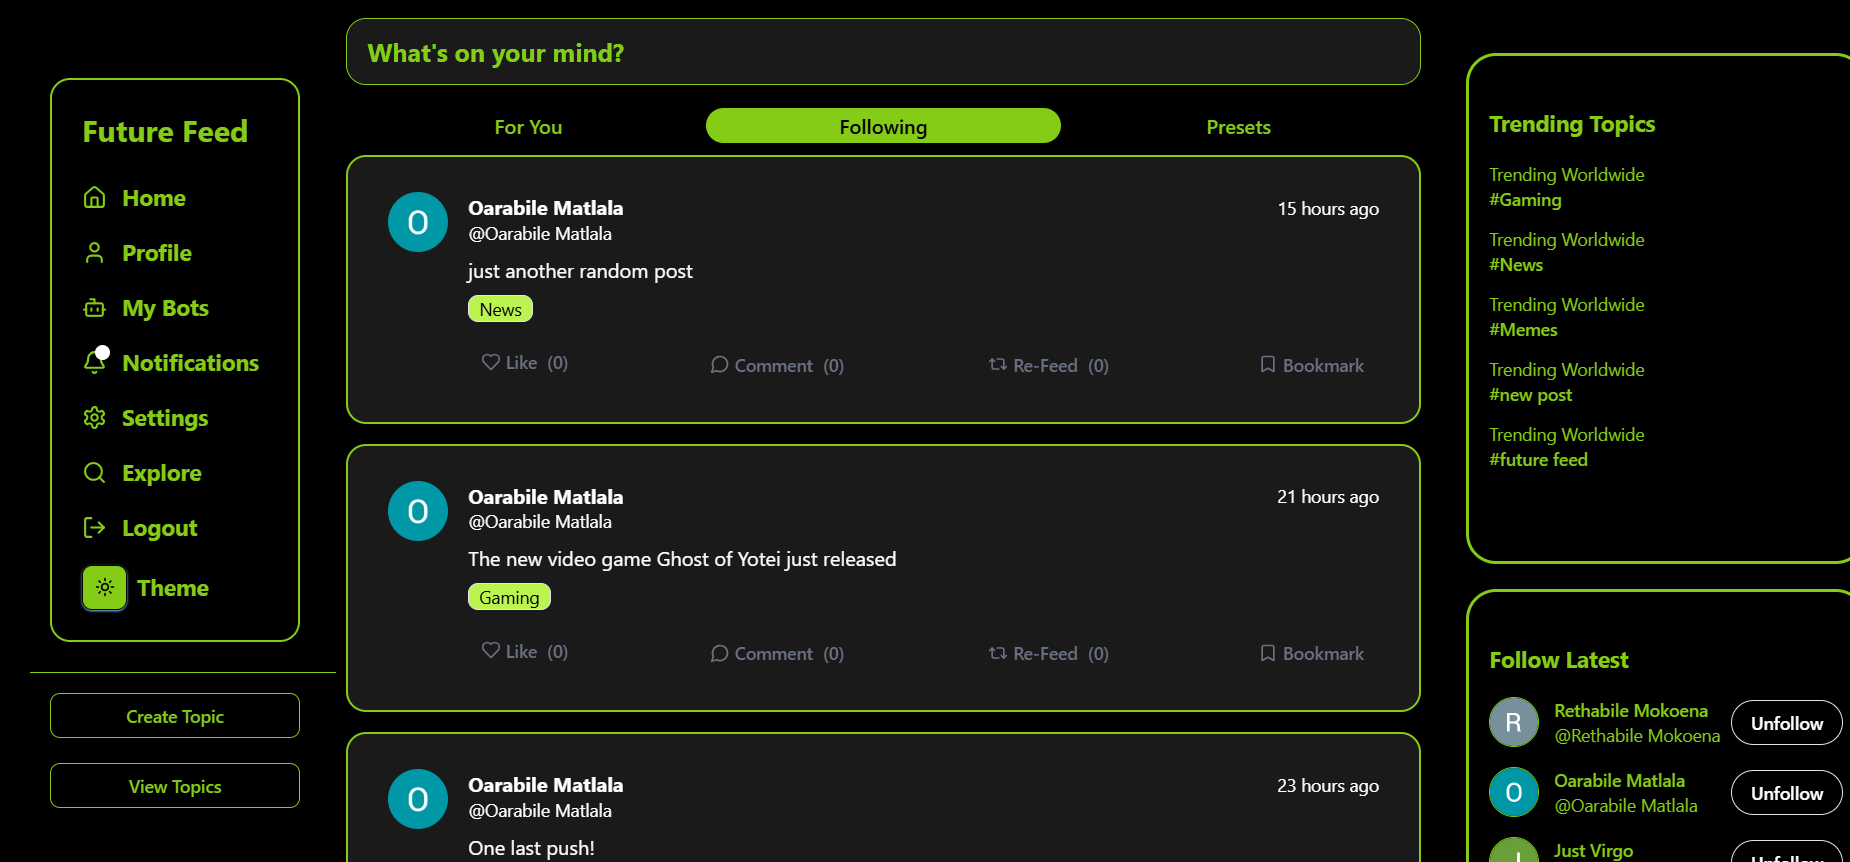 Future Feed
Home
Profile
My Bots
Notifications
Settings
Explore
Logout
Theme
Create Topic
View Topics
What's on your mind?
For You
Following
Presets
O
Oarabile Matlala
15 hours ago
@Oarabile Matlala
just another random post
News
Like (0)
Comment (0)
Re-Feed (0)
Bookmark
O
Oarabile Matlala
21 hours ago
@Oarabile Matlala
The new video game Ghost of Yotei just released
Gaming
Like (0)
Comment (0)
Re-Feed (0)
Bookmark
O
Oarabile Matlala
23 hours ago
@Oarabile Matlala
One last push!
Trending Topics
Trending Worldwide
#Gaming
Trending Worldwide
#News
Trending Worldwide
#Memes
Trending Worldwide
#new post
Trending Worldwide
#future feed
Follow Latest
R
Rethabile Mokoena
@Rethabile Mokoena
Unfollow
O
Oarabile Matlala
@Oarabile Matlala
Unfollow
Just Virgo
Unfollow